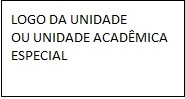 LOGO DA UNIDADE
OU UNIDADE ACADÊMICA
ESPECIAL